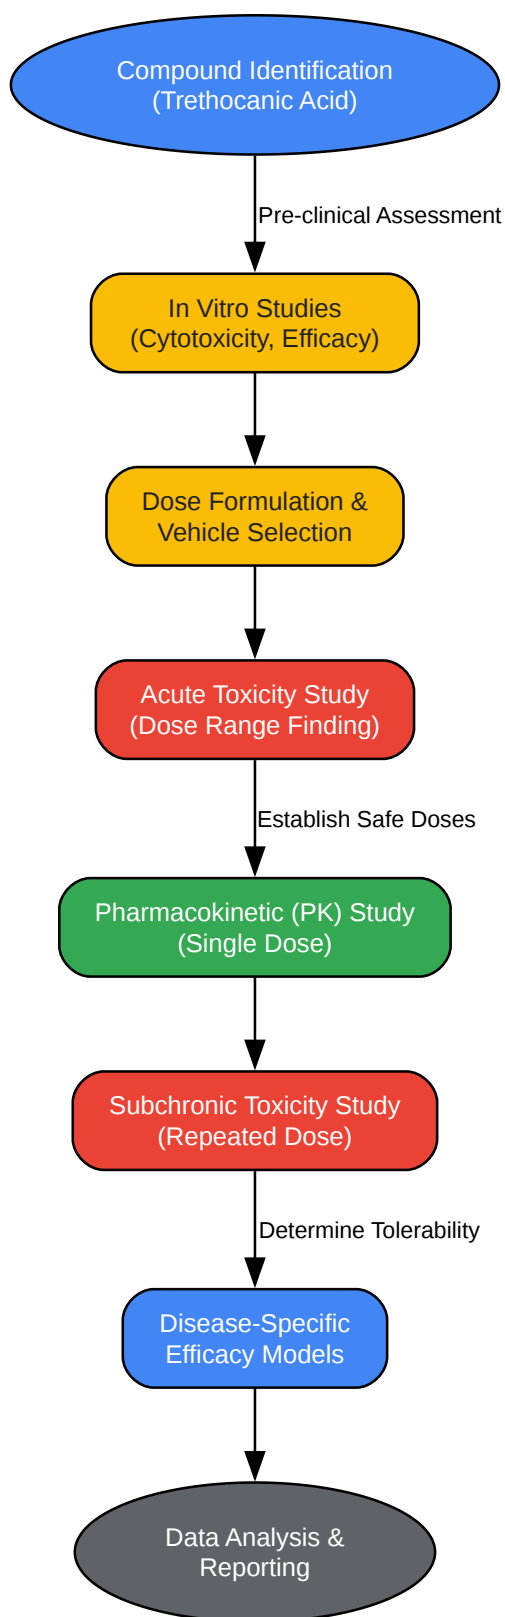 Compound Identification
(Trethocanic Acid)
Pre-clinical Assessment
In Vitro Studies
(Cytotoxicity, Efficacy)
Dose Formulation &
Vehicle Selection
Acute Toxicity Study
(Dose Range Finding)
Establish Safe Doses
Pharmacokinetic (PK) Study
(Single Dose)
Subchronic Toxicity Study
(Repeated Dose)
Determine Tolerability
Disease-Specific
Efficacy Models
Data Analysis &
Reporting